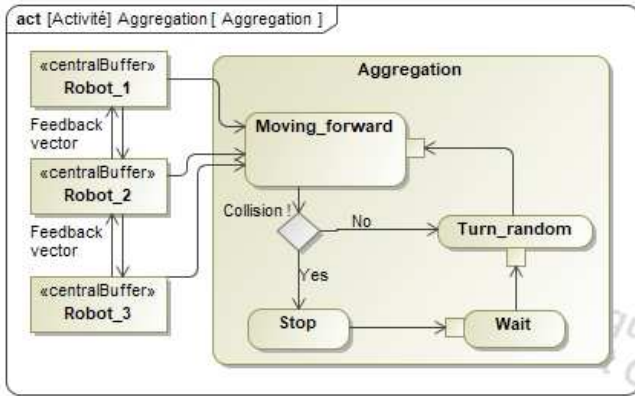 act [Activité] Aggregation [ Aggregation ]
«centralBuffer»
Robot_1
Feedback
vector
«centralBuffer»
Robot_2
Feedback
vector
«centralBuffer»
Robot_3
Aggregation
Moving_forward
Collision !
No
Turn_random
Yes
Stop
Wait